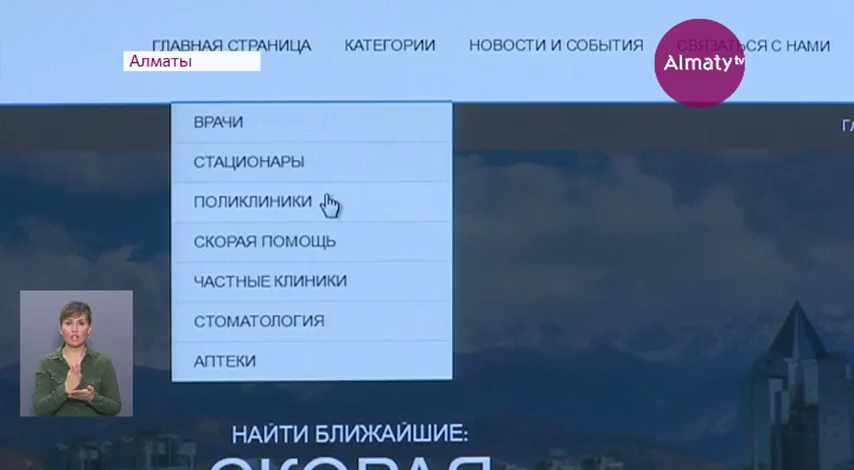 ГЛАВНАЯ СТРАНИЦА КАТЕГОРИИ НОВОСТИ И СОБЫТИЯ СВЯЗАТЬСЯ С НАМИ
Алматы
Almaty tv
ВРАЧИ
СТАЦИОНАРЫ
ПОЛИКЛИНИКИ
СКОРАЯ ПОМОЩЬ
ЧАСТНЫЕ КЛИНИКИ
СТОМАТОЛОГИЯ
АПТЕКИ
НАЙТИ БЛИЖАЙШИЕ:
СКОРАЯ